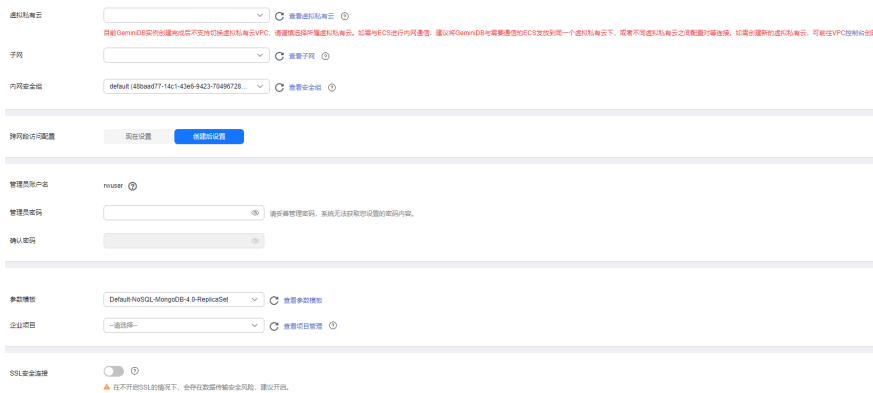 虚拟私有云 查看虚拟私有云
目前GeminiDB实例创建完成后不支持切换虚拟私有云VPC，请谨慎选择所属虚拟私有云。如需与ECS进行内网通信，建议将GeminiDB与需要通信的ECS发放到同一个虚拟私有云下，或者不同虚拟私有云之间配置对等连接。如需创建新的虚拟私有云，可前往VPC控制台创
子网 查看子网
内网安全组 default (48baad77-14c1-43e6-9423-70496728... 查看安全组
跨网段访问配置 现在设置 创建后设置
管理员账户名 rwuser
管理员密码 请妥善管理密码，系统无法获取您设置的密码内容。
确认密码
参数模板 Default-NoSQL-MongoDB-4.0-ReplicaSet 查看参数模板
企业项目 --请选择-- 查看项目管理
SSL安全连接
在不开启SSL的情况下，会存在数据传输安全风险，建议开启。